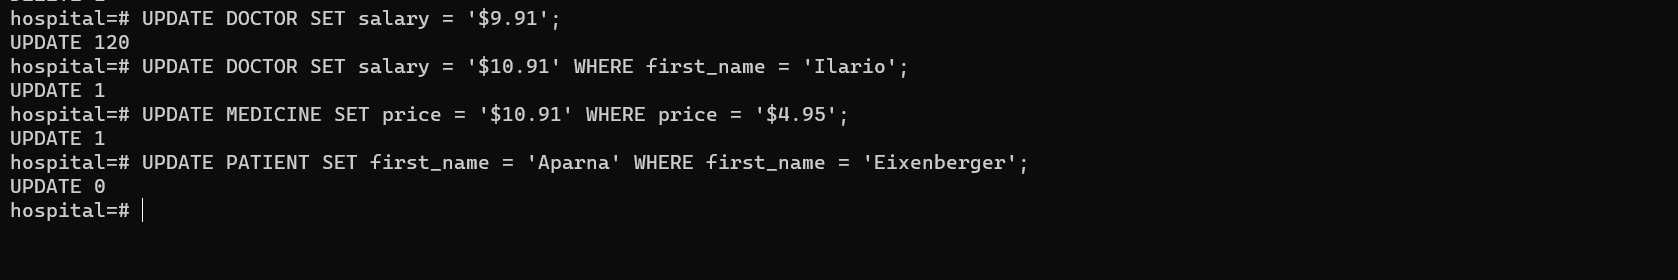 hospital=# UPDATE DOCTOR SET salary = '$9.91';
UPDATE 120
hospital=# UPDATE DOCTOR SET salary = '$10.91' WHERE first_name = 'Ilario';
UPDATE 1
hospital=# UPDATE MEDICINE SET price = '$10.91' WHERE price = '$4.95';
UPDATE 1
hospital=# UPDATE PATIENT SET first_name = 'Aparna' WHERE first_name = 'Eixenberger';
UPDATE 0
hospital=#